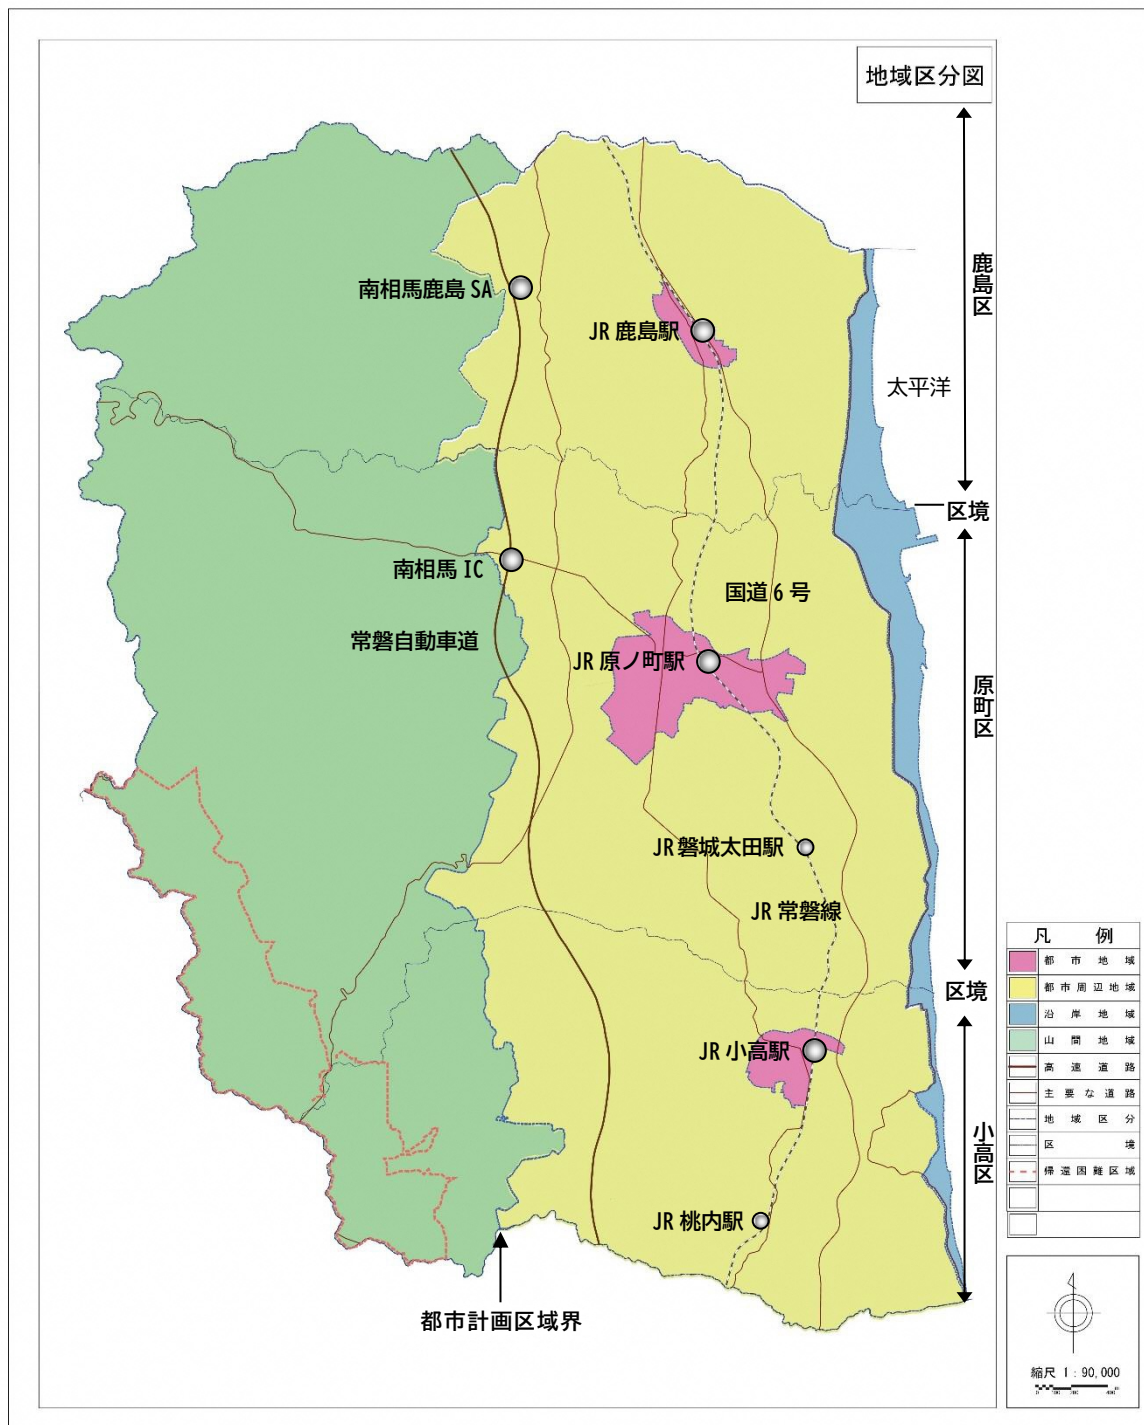 地域区分図
鹿島区
南相馬鹿島 SA
JR 鹿島駅
太平洋
区境
南相馬 IC
国道 6 号
常磐自動車道
JR 原ノ町駅
原町区
JR 磐城太田駅
JR 常磐線
区境
JR 小高駅
小高区
JR 桃内駅
都市計画区域界
凡 例
都市地域
都市周辺地域
沿岸地域
山間地域
高速道路
主要な道路
地域区分
区境
帰還困難区域
縮尺 1:90,000